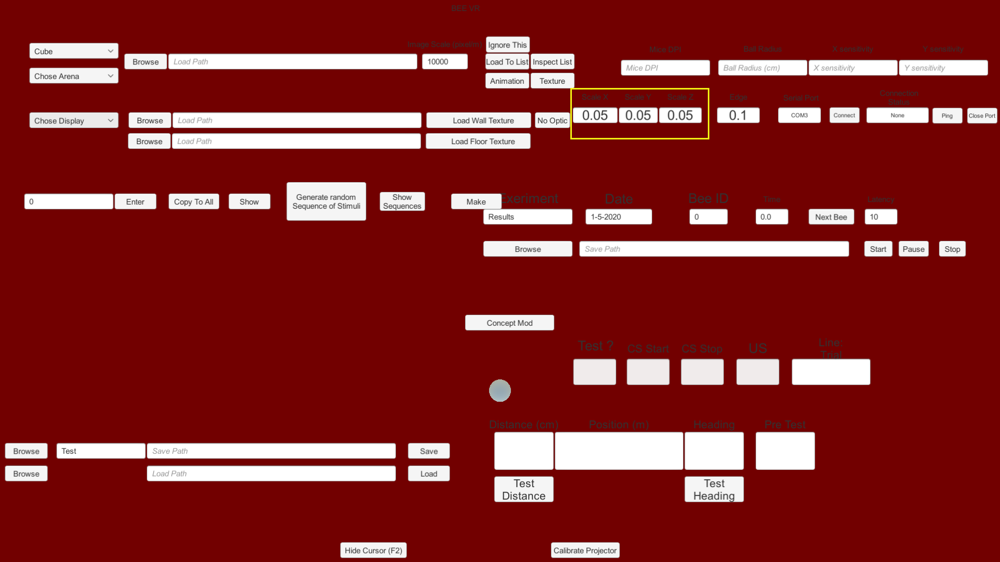 BEE VR
Image Scale (pixel/m)
Ignore This
Cube
Browse
Load Path
10000
Load To List
Inspect List
Mice DPI
Ball Radius
X sensitivity
Y sensitivity
Mice DPI
Ball Radius (cm)
X sensitivity
Y sensitivity
Chose Arena
Animation
Texture
Scale X
Scale Y
Scale Z
Edge
Serial Port
Connection
Status
Chose Display
Browse
Load Path
Load Wall Texture
No Optic
0.05
0.05
0.05
0.1
COM3
Connect
None
Ping
Close Port
Browse
Load Path
Load Floor Texture
0
Enter
Copy To All
Show
Generate random
Sequence of Stimuli
Show
Sequences
Make
Exeriment
Date
Bee ID
Time
Latency
Results
1-5-2020
0
0.0
Next Bee
10
Browse
Save Path
Start
Pause
Stop
Concept Mod
Test ?
CS Start
CS Stop
US
Line:
Trial
Distance (cm)
Position (m)
Heading
Pre Test
Browse
Test
Save Path
Save
Browse
Load Path
Load
Test
Distance
Test
Heading
Hide Cursor (F2)
Calibrate Projector